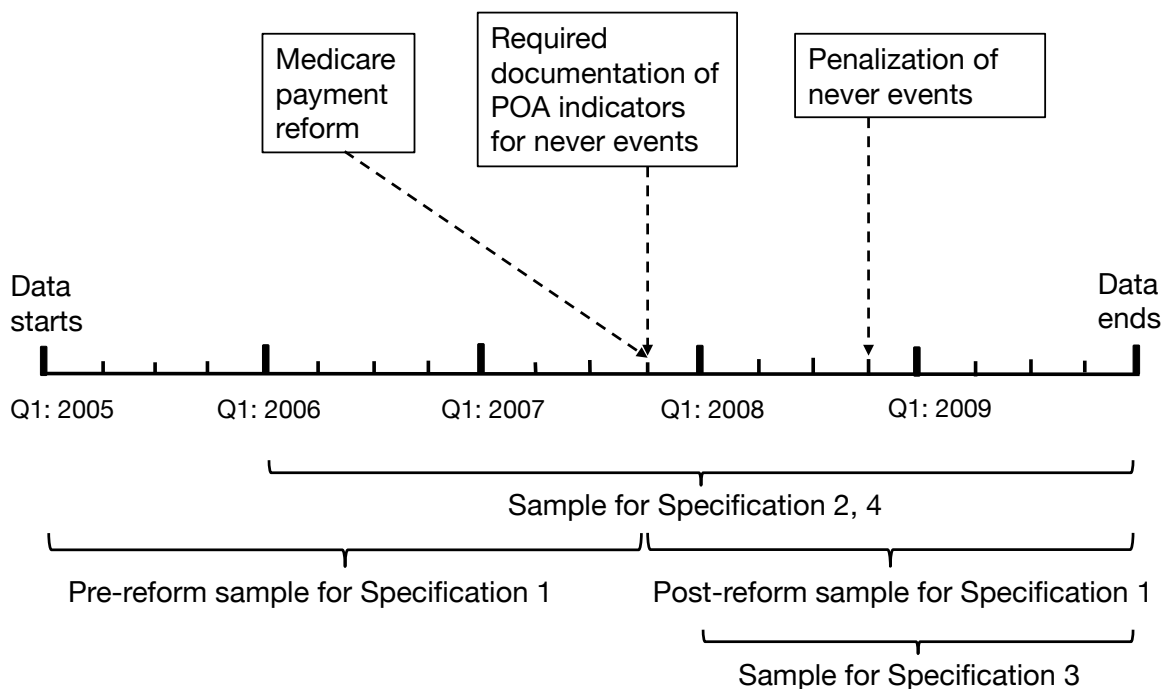 Medicare
payment
reform
Required
documentation of
POA indicators
for never events
Penalization of
never events
Data
starts
Data
ends
Q1: 2005
Q1: 2006
Q1: 2007
Q1: 2008
Q1: 2009
Sample for Specification 2, 4
Pre-reform sample for Specification 1
Post-reform sample for Specification 1
Sample for Specification 3